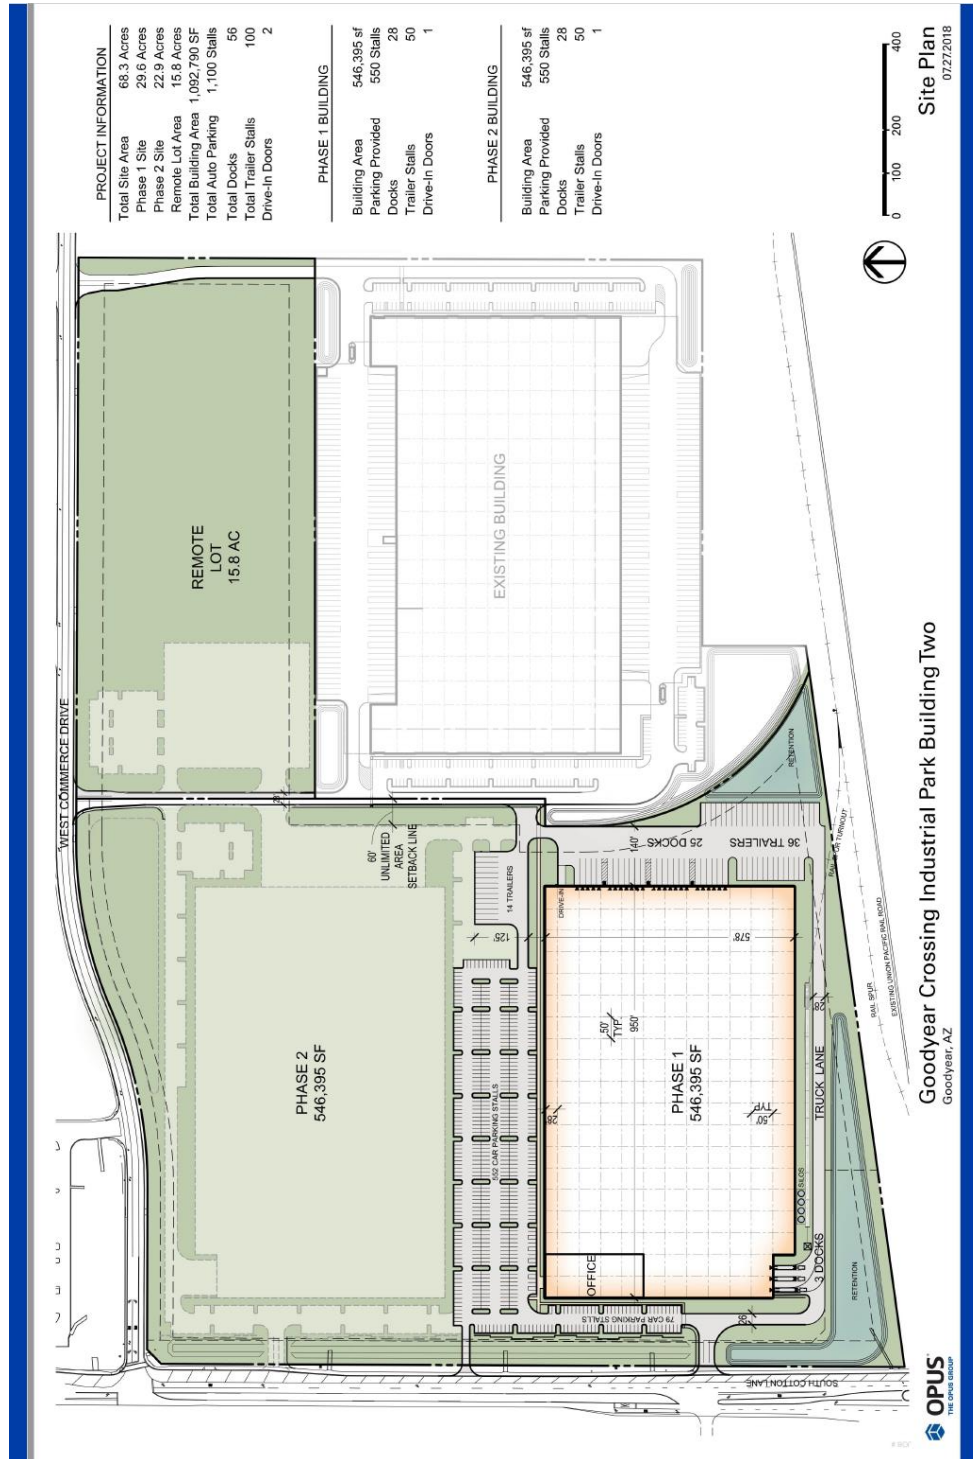 PROJECT INFORMATION
Total Site Area 68.3 Acres
Phase 1 Site 29.6 Acres
Phase 2 Site 22.9 Acres
Remote Lot Area 15.8 Acres
Total Building Area 1,092,790 SF
Total Auto Parking 1,100 Stalls
Total Docks 56
Total Trailer Stalls 100
Drive-In Doors 2
PHASE 1 BUILDING
Building Area 546,395 sf
Parking Provided 550 Stalls
Docks 28
Trailer Stalls 50
Drive-In Doors 1
PHASE 2 BUILDING
Building Area 546,395 sf
Parking Provided 550 Stalls
Docks 28
Trailer Stalls 50
Drive-In Doors 1
0 100 200 400
Site Plan
07.27.2018
WEST COMMERCE DRIVE
REMOTE
LOT
15.8 AC
EXISTING BUILDING
60'
UNLIMITED
AREA
SETBACK LINE
PHASE 2
546,395 SF
14 TRAILERS
125'
552 CAR PARKING STALLS
DRIVE-IN
140'
25 DOCKS
36 TRAILERS
578'
50'
TYP
950'
PHASE 1
546,395 SF
50'
TYP
OFFICE
79 CAR PARKING STALLS
26'
3 DOCKS
SILOS
TRUCK LANE
28'
RETENTION
RETENTION
RAIL SPUR
EXISTING UNION PACIFIC RAIL ROAD
SOUTH COTTON LANE
Goodyear Crossing Industrial Park Building Two
Goodyear, AZ
OPUS
THE OPUS GROUP